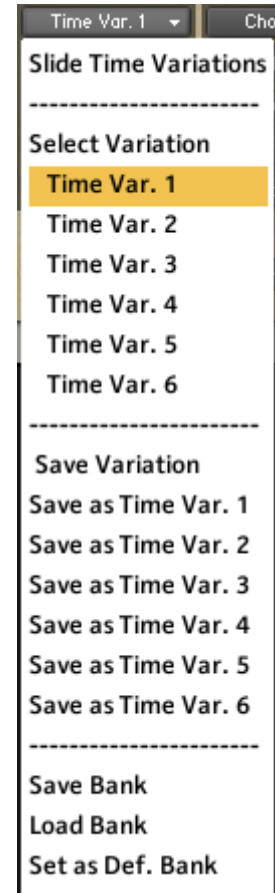 Time Var. 1 Cho
Slide Time Variations
-----------------------
Select Variation
Time Var. 1
Time Var. 2
Time Var. 3
Time Var. 4
Time Var. 5
Time Var. 6
-----------------------
Save Variation
Save as Time Var. 1
Save as Time Var. 2
Save as Time Var. 3
Save as Time Var. 4
Save as Time Var. 5
Save as Time Var. 6
-----------------------
Save Bank
Load Bank
Set as Def. Bank